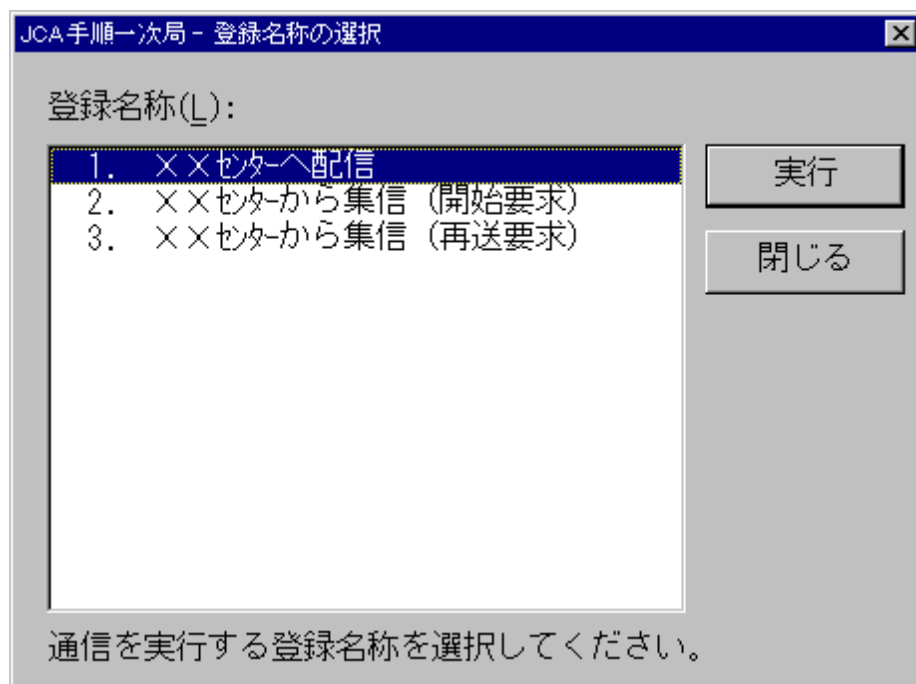 JCA手順一次局 - 登録名称の選択
登録名称(L):
1. ××ｾﾝﾀｰへ配信
2. ××ｾﾝﾀｰから集信（開始要求）
3. ××ｾﾝﾀｰから集信（再送要求）
実行
閉じる
通信を実行する登録名称を選択してください。